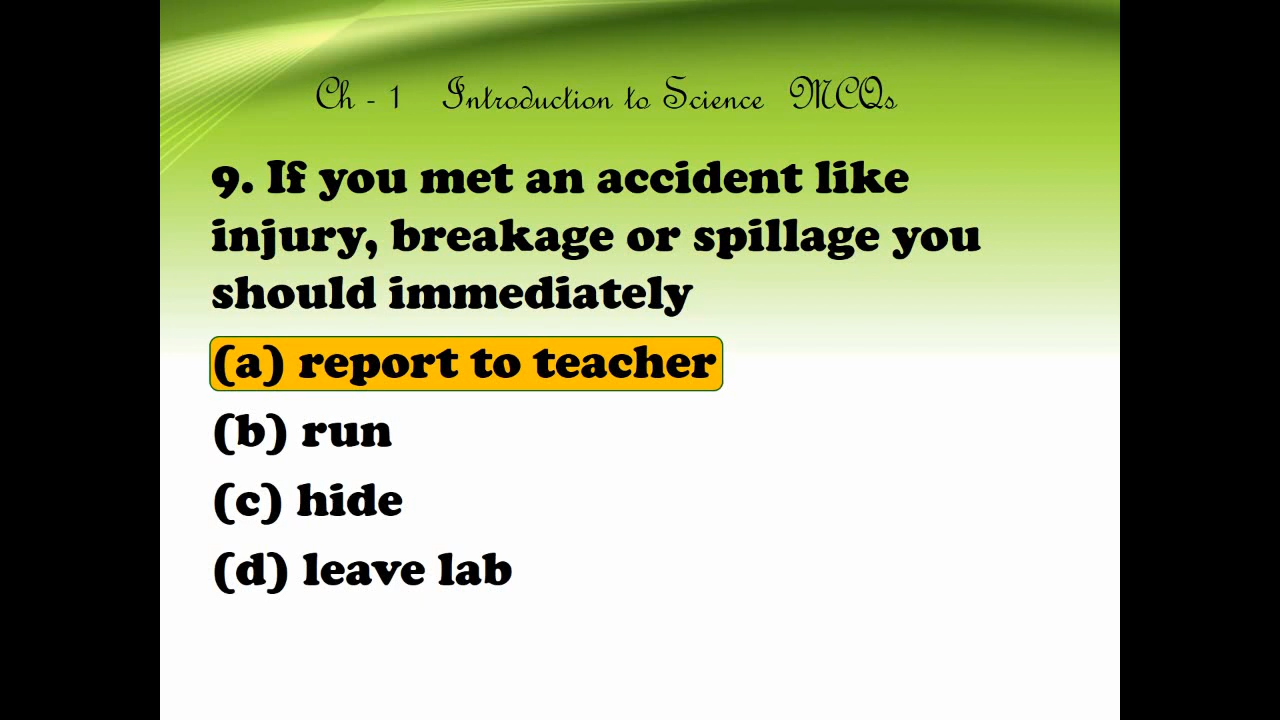 Ch - 1 Introduction to Science MCQs
9. If you met an accident like
injury, breakage or spillage you
should immediately
(a) report to teacher
(b) run
(c) hide
(d) leave lab